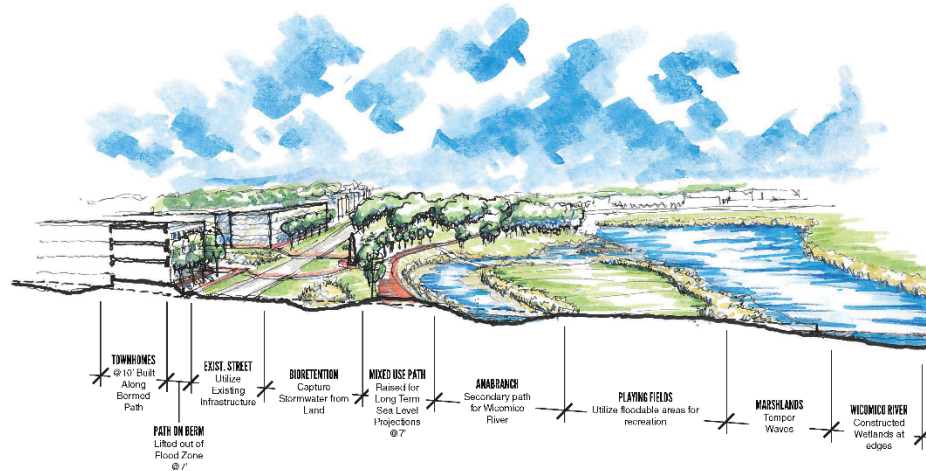 TOWNHOMES
@10' Built
Along
Bermed
Path
PATH ON BERM
Lifted out of
Flood Zone
@7'
EXIST. STREET
Utilize
Existing
Infrastructure
BIORETENTION
Capture
Stormwater from
Land
MIXED USE PATH
Raised for
Long Term
Sea Level
Projections
@7'
ANABRANCH
Secondary path
for Wicomico
River
PLAYING FIELDS
Utilize floodable areas for
recreation
MARSHLANDS
Temper
Waves
WICOMICO RIVER
Constructed
Wetlands at
edges